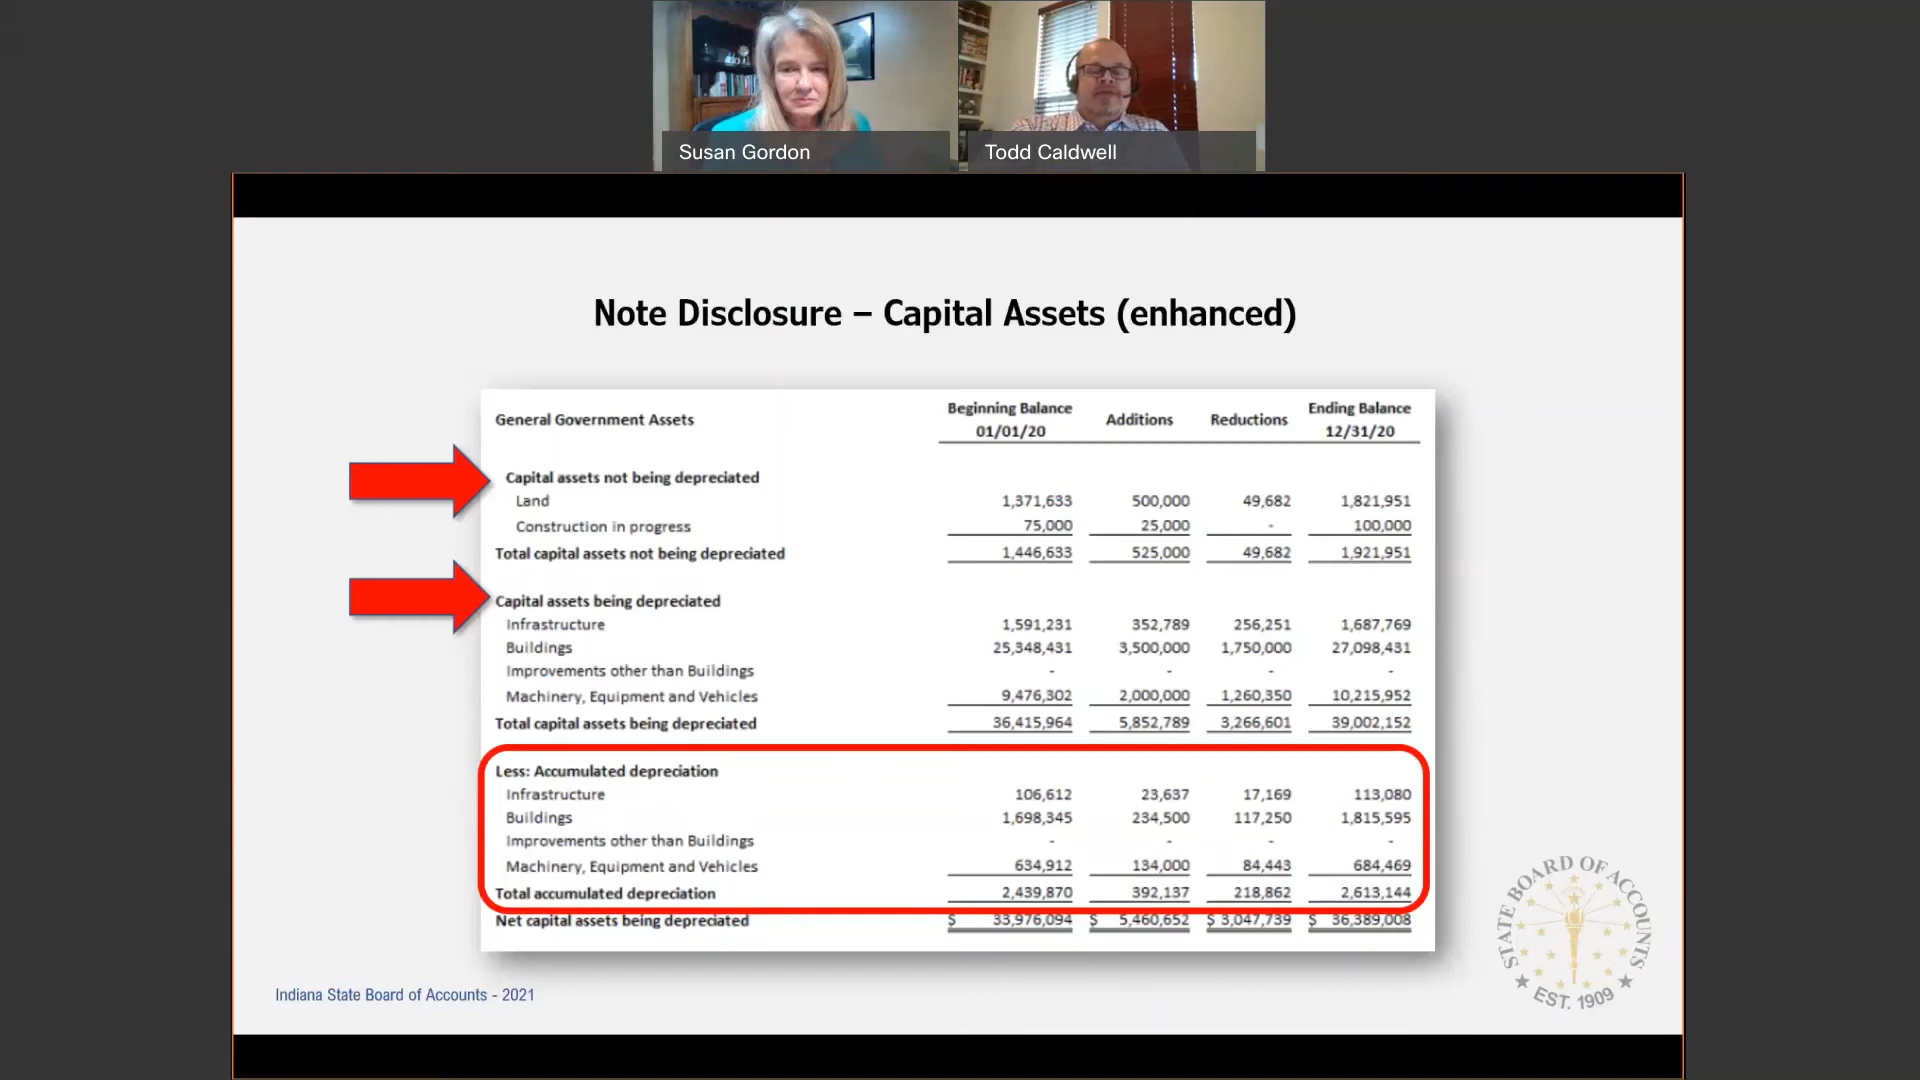 Susan Gordon
Todd Caldwell
Note Disclosure – Capital Assets (enhanced)
General Government Assets Beginning Balance 01/01/20 Additions Reductions Ending Balance 12/31/20
Capital assets not being depreciated
Land 1,371,633 500,000 49,682 1,821,951
Construction in progress 75,000 25,000 - 100,000
Total capital assets not being depreciated 1,446,633 525,000 49,682 1,921,951
Capital assets being depreciated
Infrastructure 1,591,231 352,789 256,251 1,687,769
Buildings 25,348,431 3,500,000 1,750,000 27,098,431
Improvements other than Buildings - - - -
Machinery, Equipment and Vehicles 9,476,302 2,000,000 1,260,350 10,215,952
Total capital assets being depreciated 36,415,964 5,852,789 3,266,601 39,002,152
Less: Accumulated depreciation
Infrastructure 106,612 23,637 17,169 113,080
Buildings 1,698,345 234,500 117,250 1,815,595
Improvements other than Buildings - - - -
Machinery, Equipment and Vehicles 634,912 134,000 84,443 684,469
Total accumulated depreciation 2,439,870 392,137 218,862 2,613,144
Net capital assets being depreciated $ 33,976,094 $ 5,460,652 $ 3,047,739 $ 36,389,008
Indiana State Board of Accounts - 2021
STATE BOARD OF ACCOUNTS
EST. 1909